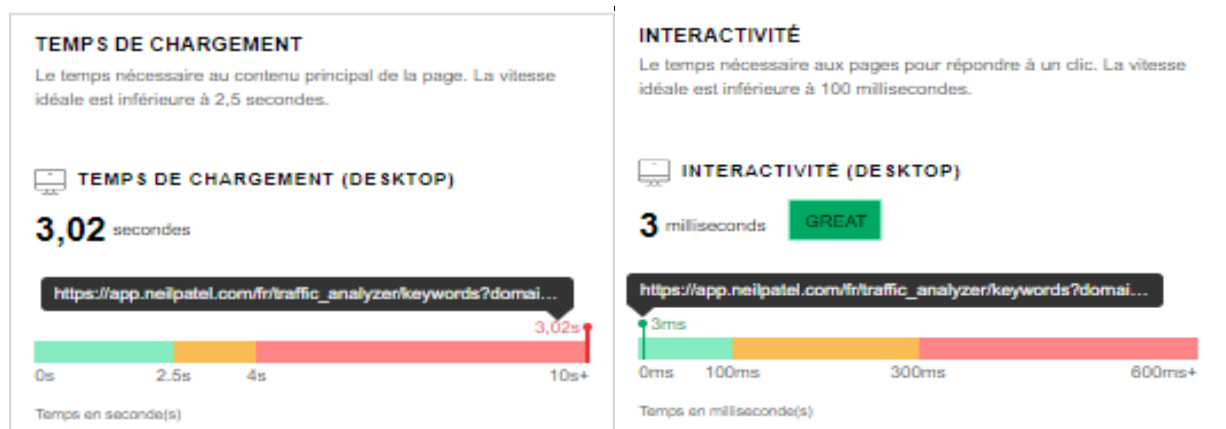 TEMPS DE CHARGEMENT
Le temps nécessaire au contenu principal de la page. La vitesse
idéale est inférieure à 2,5 secondes.
TEMPS DE CHARGEMENT (DESKTOP)
3,02 secondes
https://app.neilpatel.com/fr/traffic_analyzer/keywords?domai...
3,02s
0s 2.5s 4s 10s+
Temps en seconde(s)
INTERACTIVITÉ
Le temps nécessaire aux pages pour répondre à un clic. La vitesse
idéale est inférieure à 100 millisecondes.
INTERACTIVITÉ (DESKTOP)
3 milliseconds GREAT
https://app.neilpatel.com/fr/traffic_analyzer/keywords?domai...
3ms
0ms 100ms 300ms 600ms+
Temps en milliseconde(s)